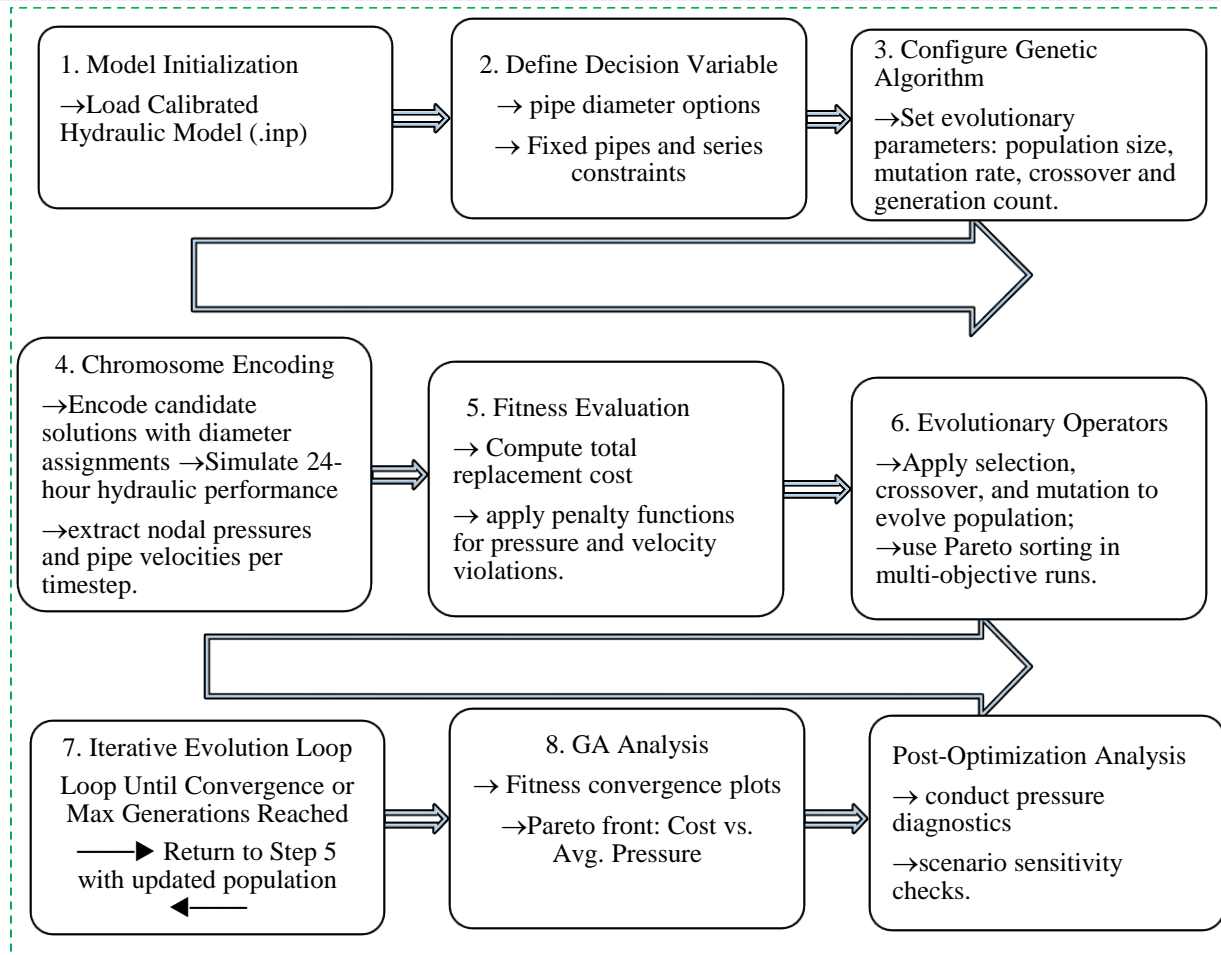 1. Model Initialization
→Load Calibrated
Hydraulic Model (.inp)
2. Define Decision Variable
→ pipe diameter options
→ Fixed pipes and series
constraints
3. Configure Genetic
Algorithm
→Set evolutionary
parameters: population size,
mutation rate, crossover and
generation count.
4. Chromosome Encoding
→Encode candidate
solutions with diameter
assignments →Simulate 24-
hour hydraulic performance
→extract nodal pressures
and pipe velocities per
timestep.
5. Fitness Evaluation
→ Compute total
replacement cost
→ apply penalty functions
for pressure and velocity
violations.
6. Evolutionary Operators
→Apply selection,
crossover, and mutation to
evolve population;
→use Pareto sorting in
multi-objective runs.
7. Iterative Evolution Loop
Loop Until Convergence or
Max Generations Reached
Return to Step 5
with updated population
8. GA Analysis
→ Fitness convergence plots
→Pareto front: Cost vs.
Avg. Pressure
Post-Optimization Analysis
→ conduct pressure
diagnostics
→scenario sensitivity
checks.